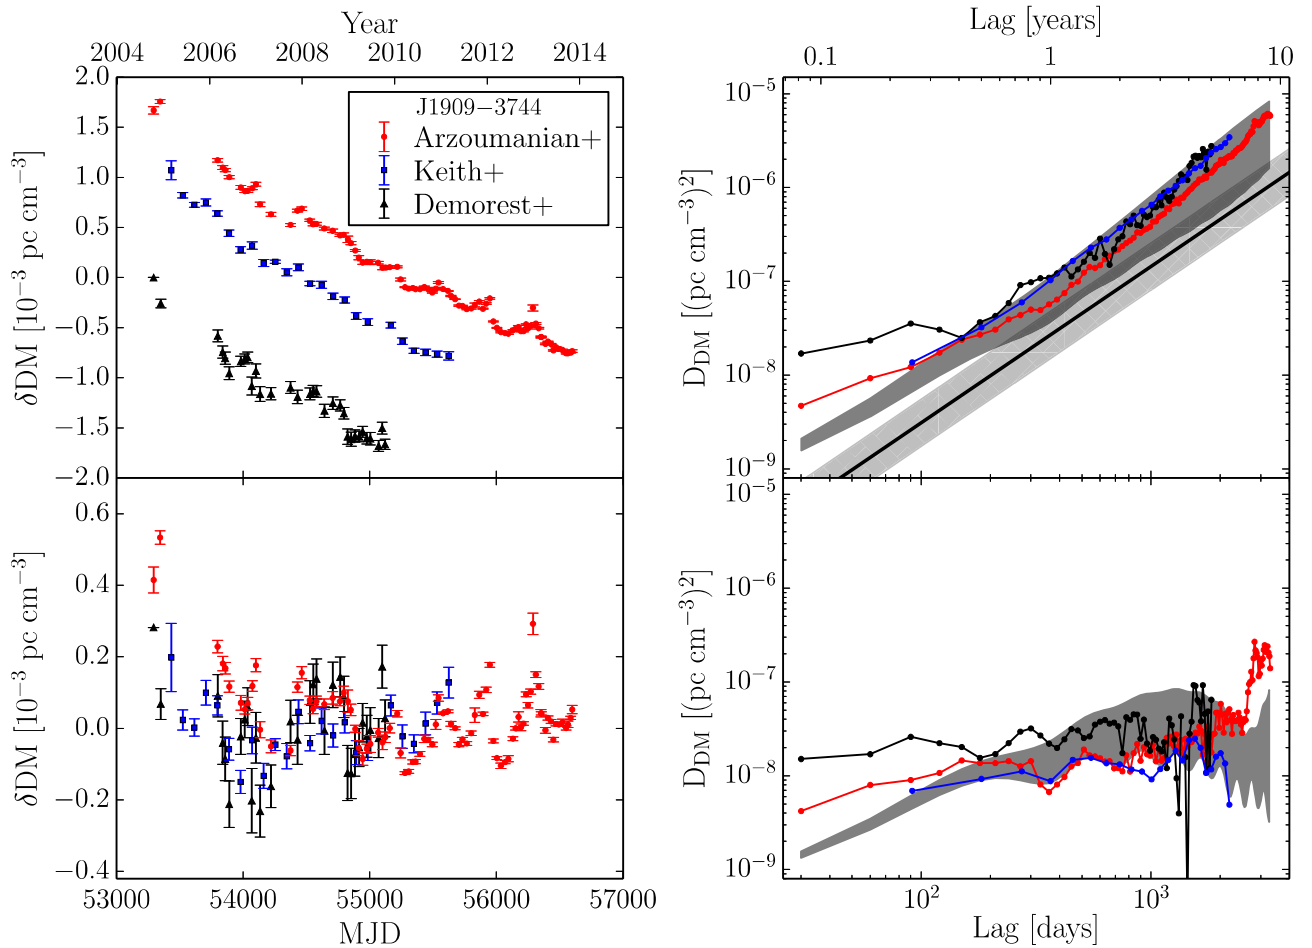 Year
2004 2006 2008 2010 2012 2014
2.0
1.5
1.0
0.5
0.0
−0.5
−1.0
−1.5
−2.0
δDM [10−3 pc cm−3]
J1909−3744
Arzoumanian+
Keith+
Demorest+
0.6
0.4
0.2
0.0
−0.2
−0.4
δDM [10−3 pc cm−3]
53000 54000 55000 56000 57000
MJD
Lag [years]
0.1 1 10
10−5
10−6
10−7
10−8
10−9
DDM [(pc cm−3)2]
10−5
10−6
10−7
10−8
10−9
DDM [(pc cm−3)2]
102 103
Lag [days]